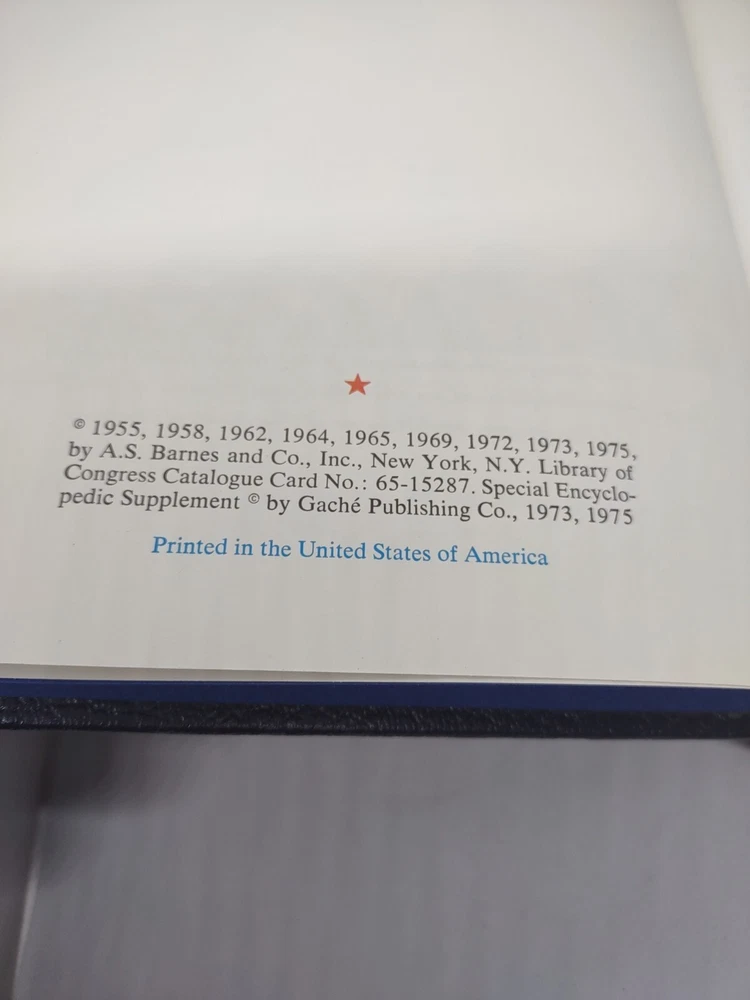 © 1955, 1958, 1962, 1964, 1965, 1969, 1972, 1973, 1975,
by A.S. Barnes and Co., Inc., New York, N.Y. Library of
Congress Catalogue Card No.: 65-15287. Special Encyclo-
pedic Supplement © by Gaché Publishing Co., 1973, 1975
Printed in the United States of America